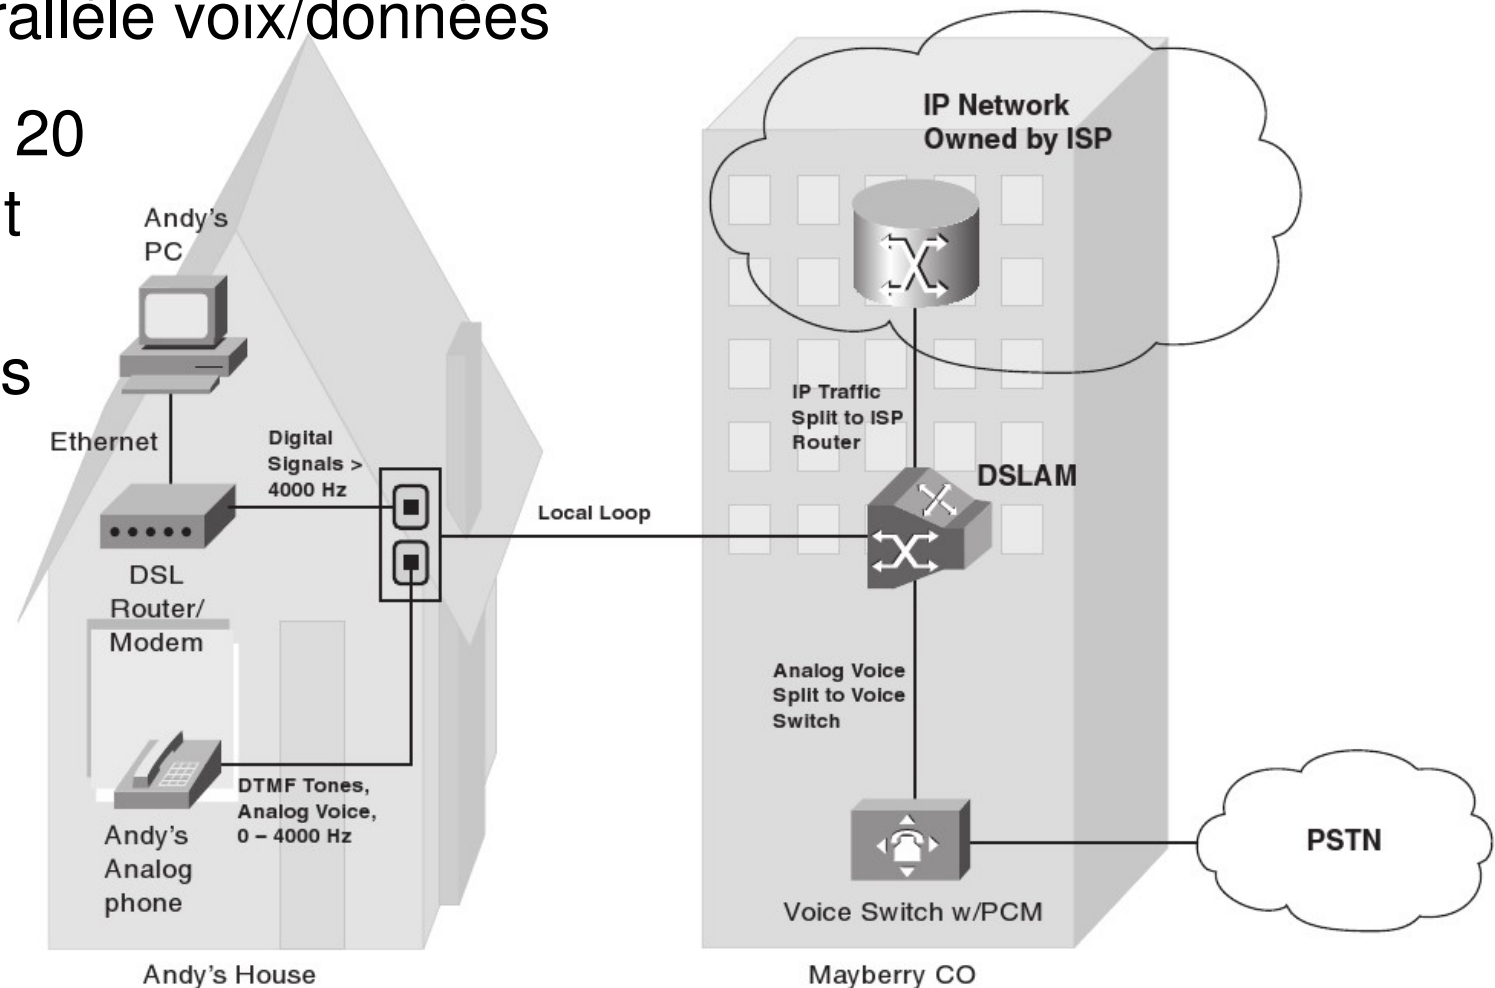 rallèle voix/données
20
t
s
Andy's
PC
Ethernet
Digital
Signals >
4000 Hz
DSL
Router/
Modem
DTMF Tones,
Analog Voice,
0 – 4000 Hz
Andy's
Analog
phone
Andy's House
Local Loop
IP Network
Owned by ISP
IP Traffic
Split to ISP
Router
DSLAM
Analog Voice
Split to Voice
Switch
Voice Switch w/PCM
PSTN
Mayberry CO